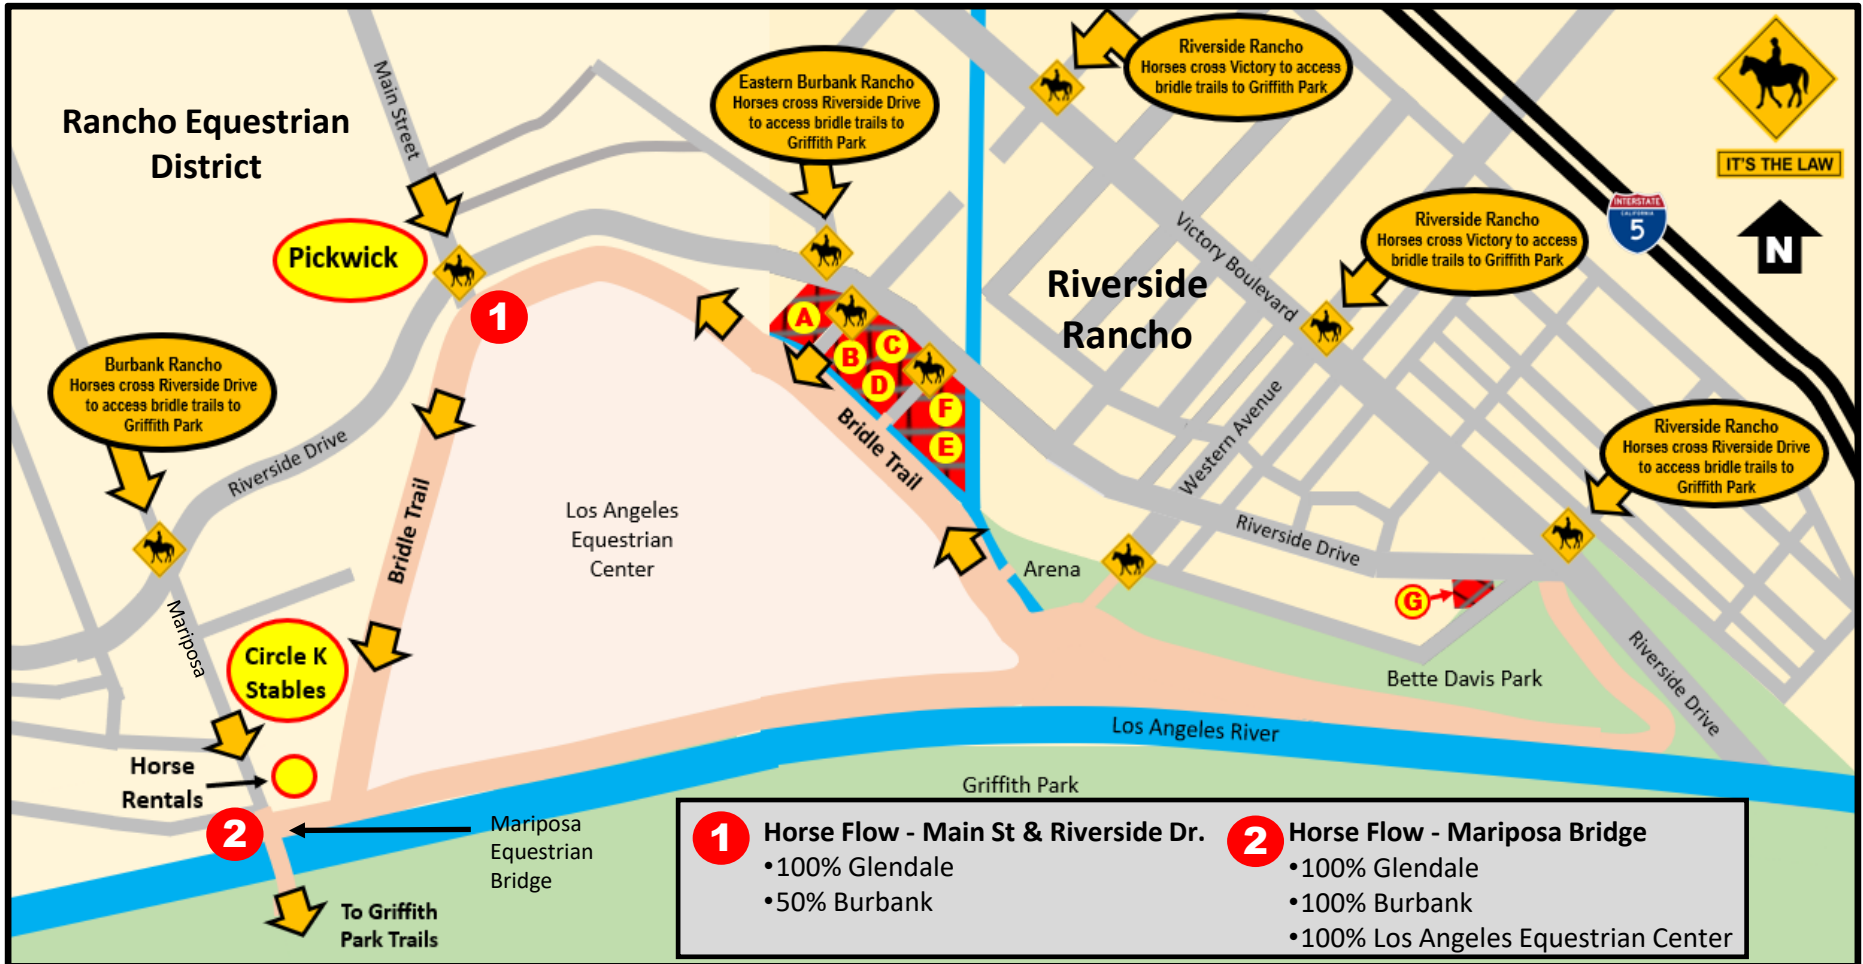 Rancho Equestrian
District
Main Street
Eastern Burbank Rancho
Horses cross Riverside Drive
to access bridle trails to
Griffith Park
Riverside Rancho
Horses cross Victory to access
bridle trails to Griffith Park
IT'S THE LAW
INTERSTATE
CALIFORNIA
5
N
Riverside Rancho
Horses cross Victory to access
bridle trails to Griffith Park
Victory Boulevard
Riverside
Rancho
Pickwick
1
A
B
C
D
F
E
Burbank Rancho
Horses cross Riverside Drive
to access bridle trails to
Griffith Park
Riverside Drive
Bridle Trail
Bridle Trail
Los Angeles
Equestrian
Center
Western Avenue
Riverside Rancho
Horses cross Riverside Drive
to access bridle trails to
Griffith Park
Riverside Drive
Arena
G
Mariposa
Circle K
Stables
Bette Davis Park
Riverside Drive
Los Angeles River
Horse
Rentals
Griffith Park
2
Mariposa
Equestrian
Bridge
To Griffith
Park Trails
1 Horse Flow - Main St & Riverside Dr.
•100% Glendale
•50% Burbank
2 Horse Flow - Mariposa Bridge
•100% Glendale
•100% Burbank
•100% Los Angeles Equestrian Center